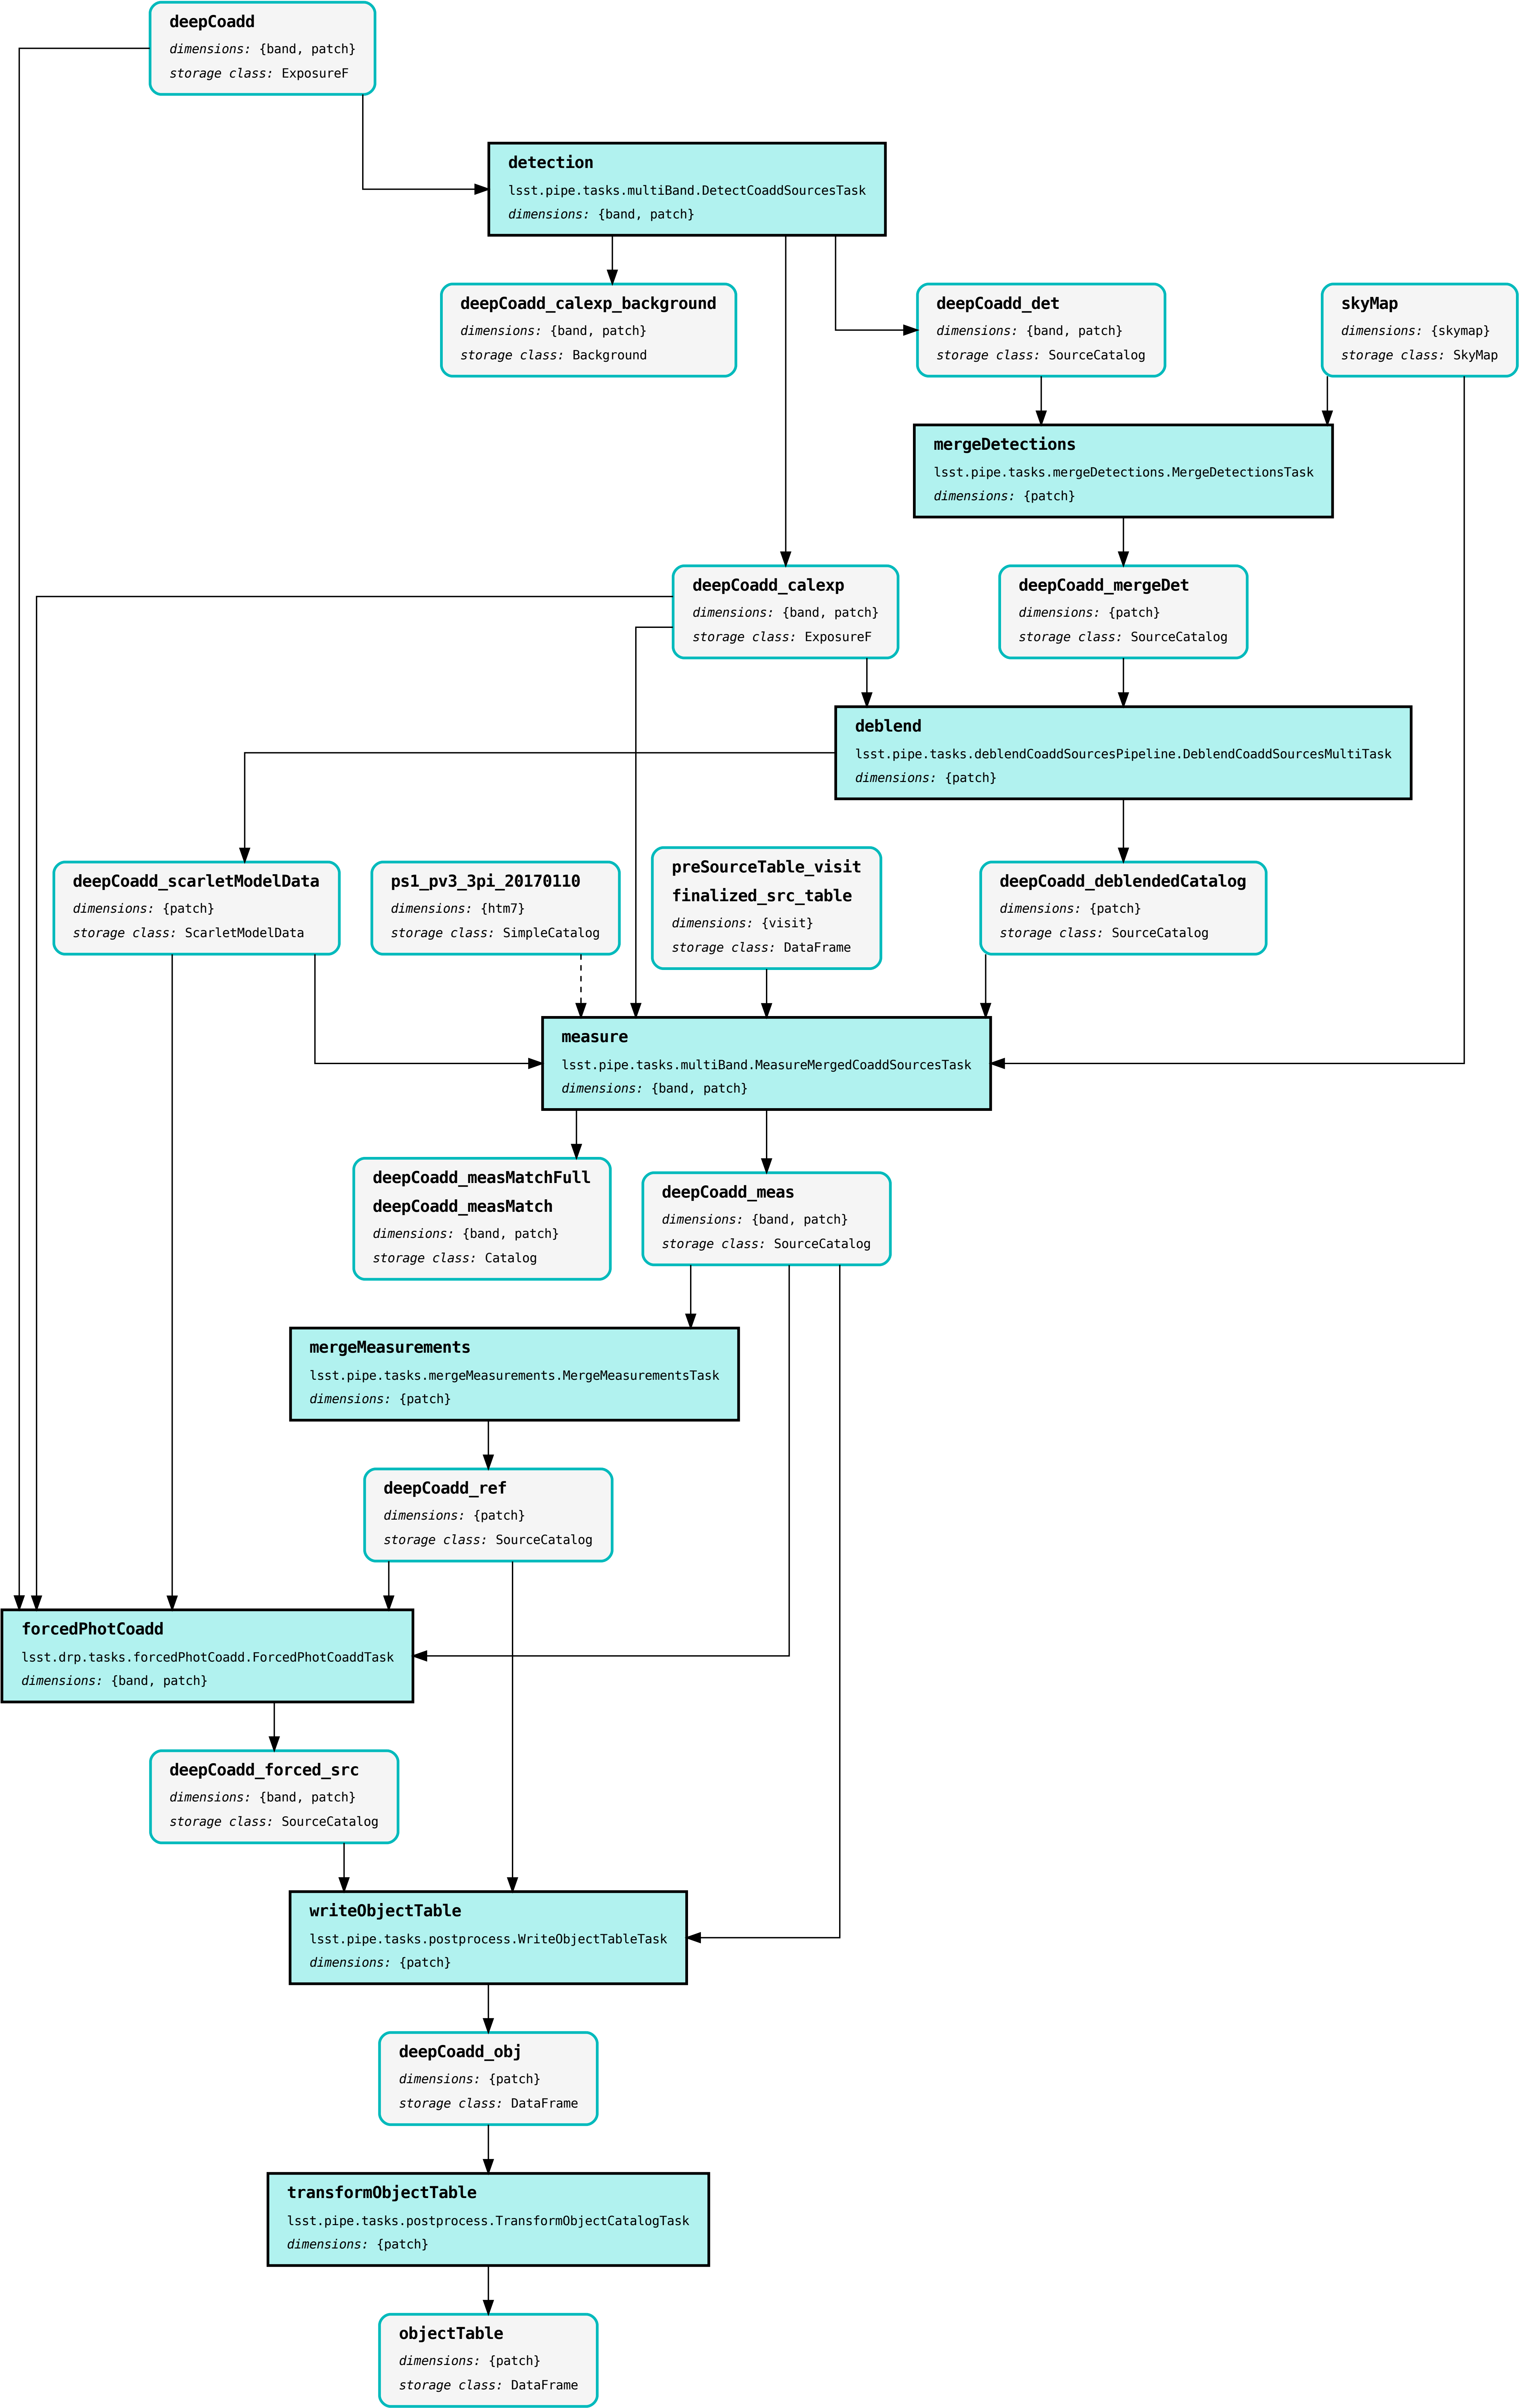 deepCoadd
dimensions: {band, patch}
storage class: ExposureF
detection
lsst.pipe.tasks.multiBand.DetectCoaddSourcesTask
dimensions: {band, patch}
deepCoadd_calexp_background
dimensions: {band, patch}
storage class: Background
deepCoadd_det
dimensions: {band, patch}
storage class: SourceCatalog
skyMap
dimensions: {skymap}
storage class: SkyMap
mergeDetections
lsst.pipe.tasks.mergeDetections.MergeDetectionsTask
dimensions: {patch}
deepCoadd_calexp
dimensions: {band, patch}
storage class: ExposureF
deepCoadd_mergeDet
dimensions: {patch}
storage class: SourceCatalog
deblend
lsst.pipe.tasks.deblendCoaddSourcesPipeline.DeblendCoaddSourcesMultiTask
dimensions: {patch}
deepCoadd_scarletModelData
dimensions: {patch}
storage class: ScarletModelData
ps1_pv3_3pi_20170110
dimensions: {htm7}
storage class: SimpleCatalog
preSourceTable_visit
finalized_src_table
dimensions: {visit}
storage class: DataFrame
deepCoadd_deblendedCatalog
dimensions: {patch}
storage class: SourceCatalog
measure
lsst.pipe.tasks.multiBand.MeasureMergedCoaddSourcesTask
dimensions: {band, patch}
deepCoadd_measMatchFull
deepCoadd_measMatch
dimensions: {band, patch}
storage class: Catalog
deepCoadd_meas
dimensions: {band, patch}
storage class: SourceCatalog
mergeMeasurements
lsst.pipe.tasks.mergeMeasurements.MergeMeasurementsTask
dimensions: {patch}
deepCoadd_ref
dimensions: {patch}
storage class: SourceCatalog
forcedPhotCoadd
lsst.drp.tasks.forcedPhotCoadd.ForcedPhotCoaddTask
dimensions: {band, patch}
deepCoadd_forced_src
dimensions: {band, patch}
storage class: SourceCatalog
writeObjectTable
lsst.pipe.tasks.postprocess.WriteObjectTableTask
dimensions: {patch}
deepCoadd_obj
dimensions: {patch}
storage class: DataFrame
transformObjectTable
lsst.pipe.tasks.postprocess.TransformObjectCatalogTask
dimensions: {patch}
objectTable
dimensions: {patch}
storage class: DataFrame